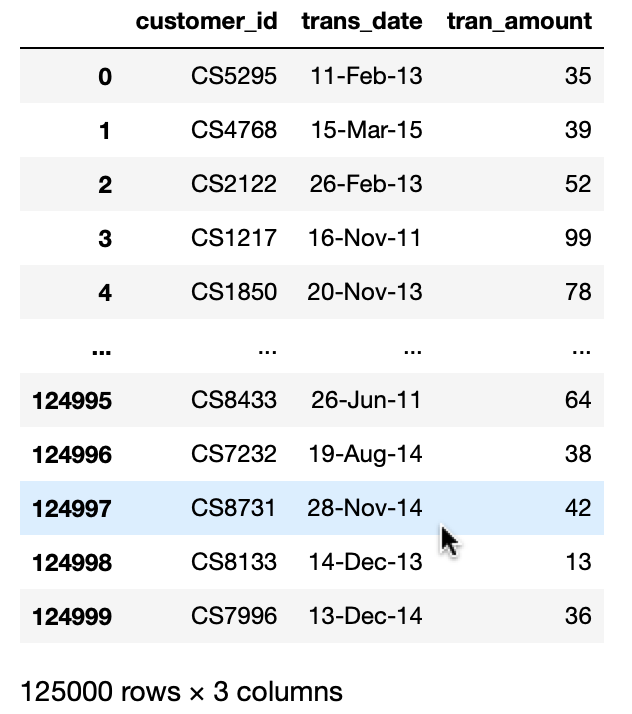 customer_id trans_date tran_amount
0 CS5295 11-Feb-13 35
1 CS4768 15-Mar-15 39
2 CS2122 26-Feb-13 52
3 CS1217 16-Nov-11 99
4 CS1850 20-Nov-13 78
... ... ... ...
124995 CS8433 26-Jun-11 64
124996 CS7232 19-Aug-14 38
124997 CS8731 28-Nov-14 42
124998 CS8133 14-Dec-13 13
124999 CS7996 13-Dec-14 36
125000 rows × 3 columns